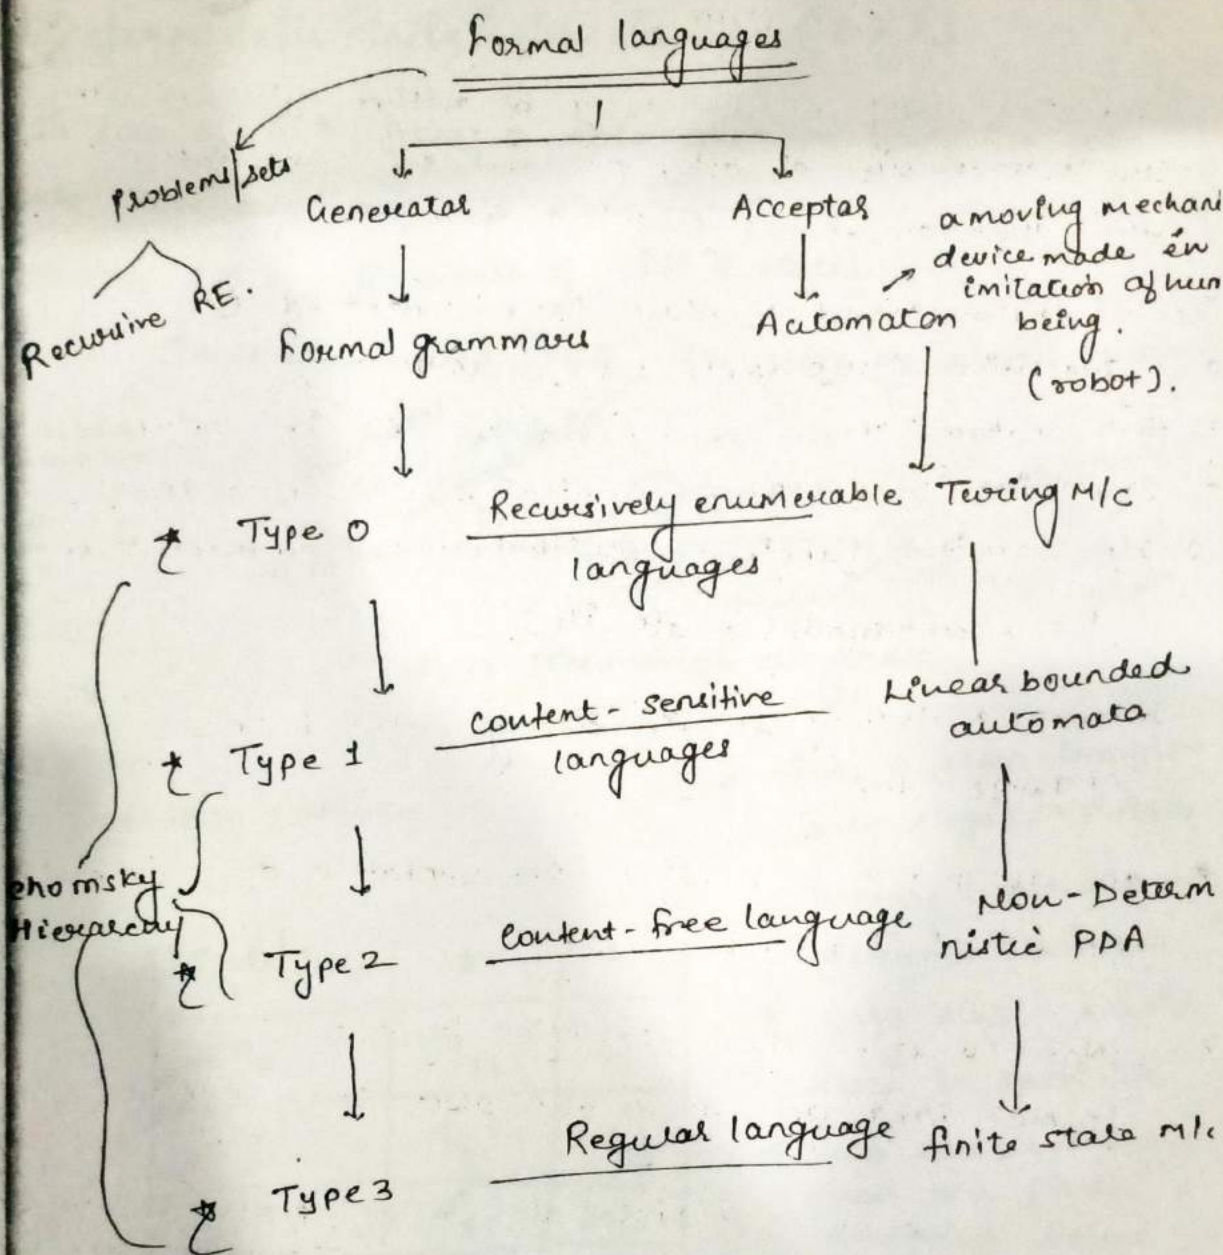 Formal languages
Problems/sets
Generator
Acceptor
a moving mechani
device made in
imitation of hum
being.
(robot).
Recursive RE.
Formal grammars
Automaton
Type 0
Recursively enumerable
languages
Turing M/c
Type 1
content-sensitive
languages
Linear bounded
automata
chomsky
Hierarchy
Type 2
content-free language
Non-Determ
nistic PDA
Type 3
Regular language
finite state M/c